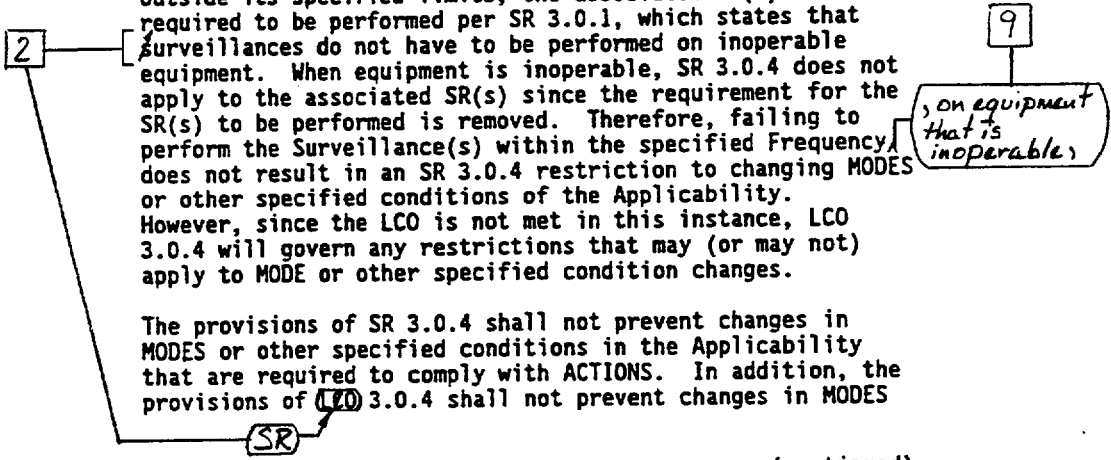 required to be performed per SR 3.0.1, which states that
surveillances do not have to be performed on inoperable
equipment. When equipment is inoperable, SR 3.0.4 does not
apply to the associated SR(s) since the requirement for the
SR(s) to be performed is removed. Therefore, failing to
perform the Surveillance(s) within the specified Frequency
does not result in an SR 3.0.4 restriction to changing MODES
or other specified conditions of the Applicability.
However, since the LCO is not met in this instance, LCO
3.0.4 will govern any restrictions that may (or may not)
apply to MODE or other specified condition changes.
The provisions of SR 3.0.4 shall not prevent changes in
MODES or other specified conditions in the Applicability
that are required to comply with ACTIONS. In addition, the
provisions of LCO 3.0.4 shall not prevent changes in MODES
2
9
, on equipment
that is
inoperable,
SR